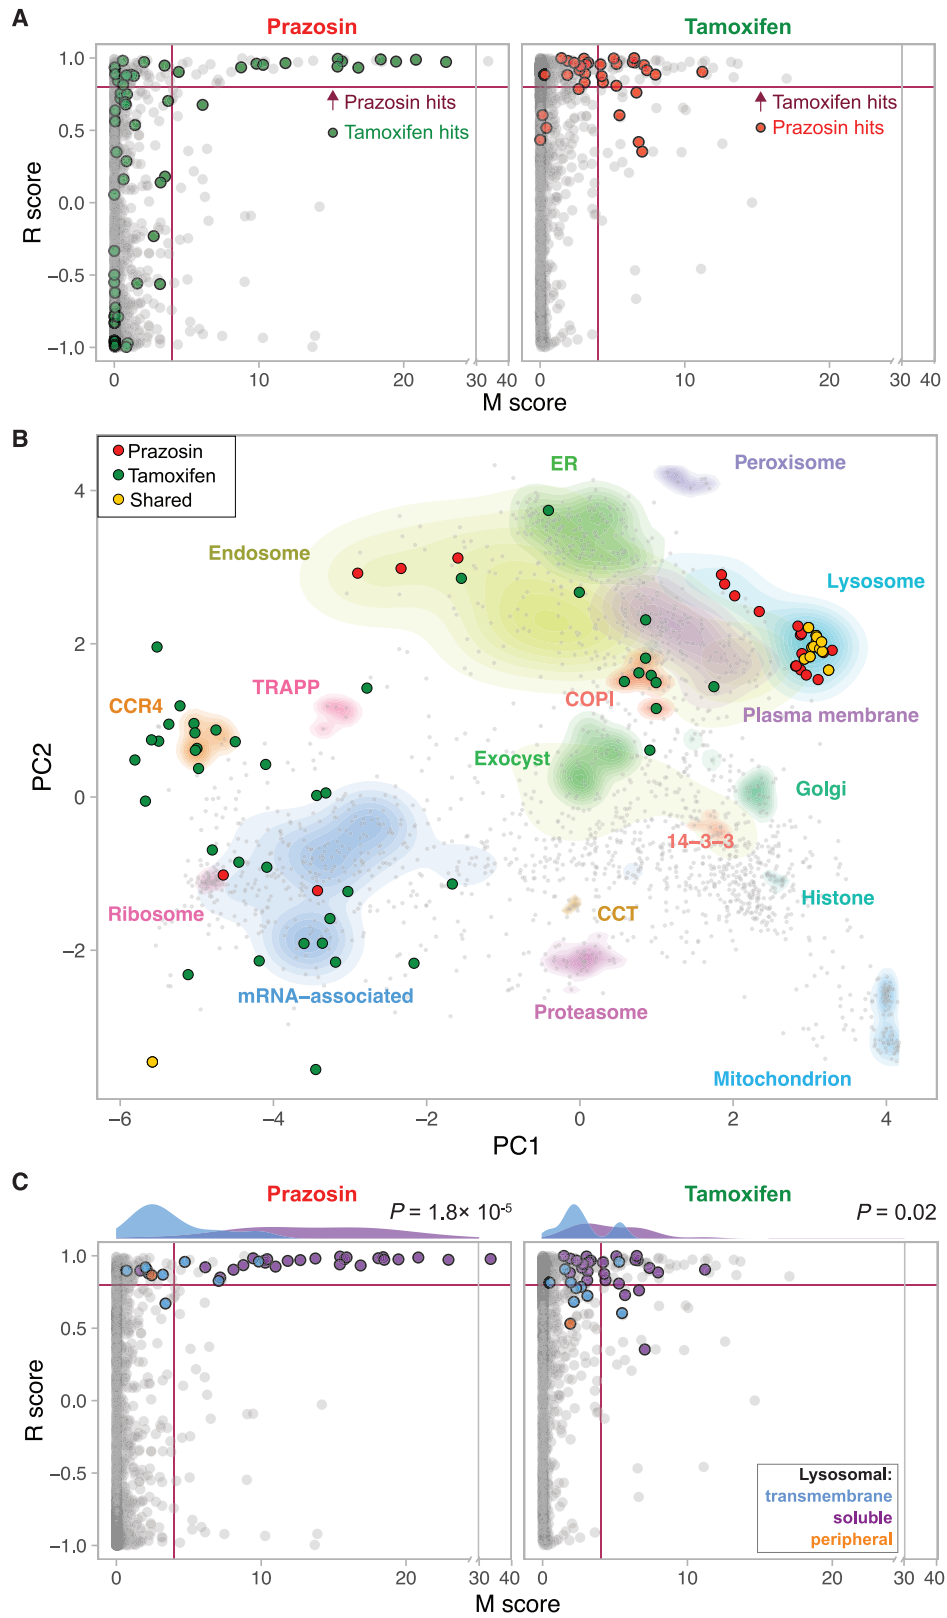 A
Prazosin
Tamoxifen
1.0
0.5
0.0
−0.5
−1.0
R score
Prazosin hits
Tamoxifen hits
Tamoxifen hits
Prazosin hits
0 10 20 30 40
0 10 20 30 40
M score
B
Prazosin
Tamoxifen
Shared
ER
Peroxisome
Endosome
Lysosome
TRAPP
CCR4
COPI
Plasma membrane
Exocyst
Golgi
14−3−3
Ribosome
Histone
CCT
mRNA−associated
Proteasome
Mitochondrion
4
2
0
−2
PC2
−6 −4 −2 0 2 4
PC1
C
Prazosin
Tamoxifen
P = 1.8× 10-5
P = 0.02
1.0
0.5
0.0
−0.5
−1.0
R score
Lysosomal:
transmembrane
soluble
peripheral
0 10 20 30 40
0 10 20 30 40
M score